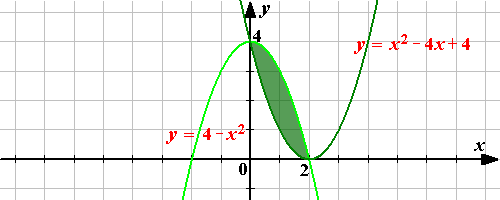 y
4
y = x² − 4x + 4
y = 4 − x²
x
0
2